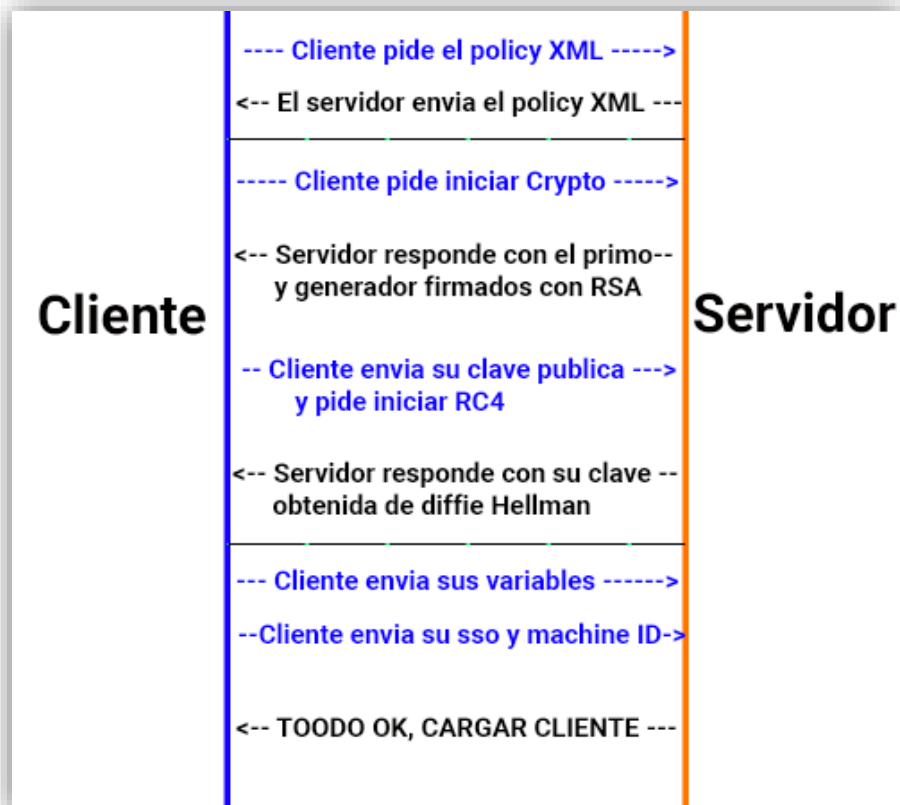 ---- Cliente pide el policy XML ----->
<-- El servidor envia el policy XML ---
----- Cliente pide iniciar Crypto ----->
<-- Servidor responde con el primo--
y generador firmados con RSA
Cliente
Servidor
-- Cliente envia su clave publica --->
y pide iniciar RC4
<-- Servidor responde con su clave --
obtenida de diffie Hellman
--- Cliente envia sus variables ------>
--Cliente envia su sso y machine ID->
<-- TOODO OK, CARGAR CLIENTE ---